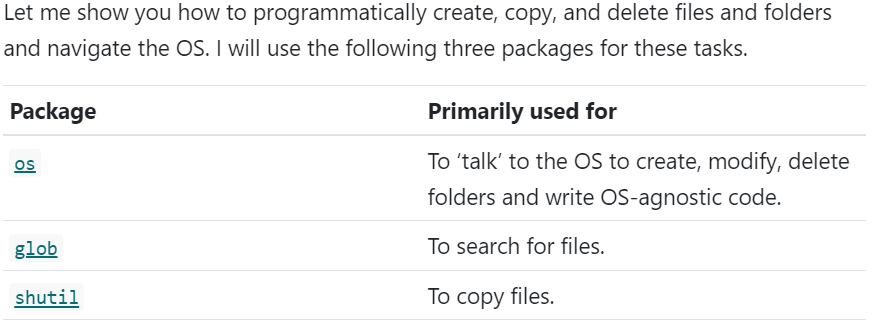 Let me show you how to programmatically create, copy, and delete files and folders
and navigate the OS. I will use the following three packages for these tasks.
Package Primarily used for
os To ‘talk’ to the OS to create, modify, delete
folders and write OS-agnostic code.
glob To search for files.
shutil To copy files.